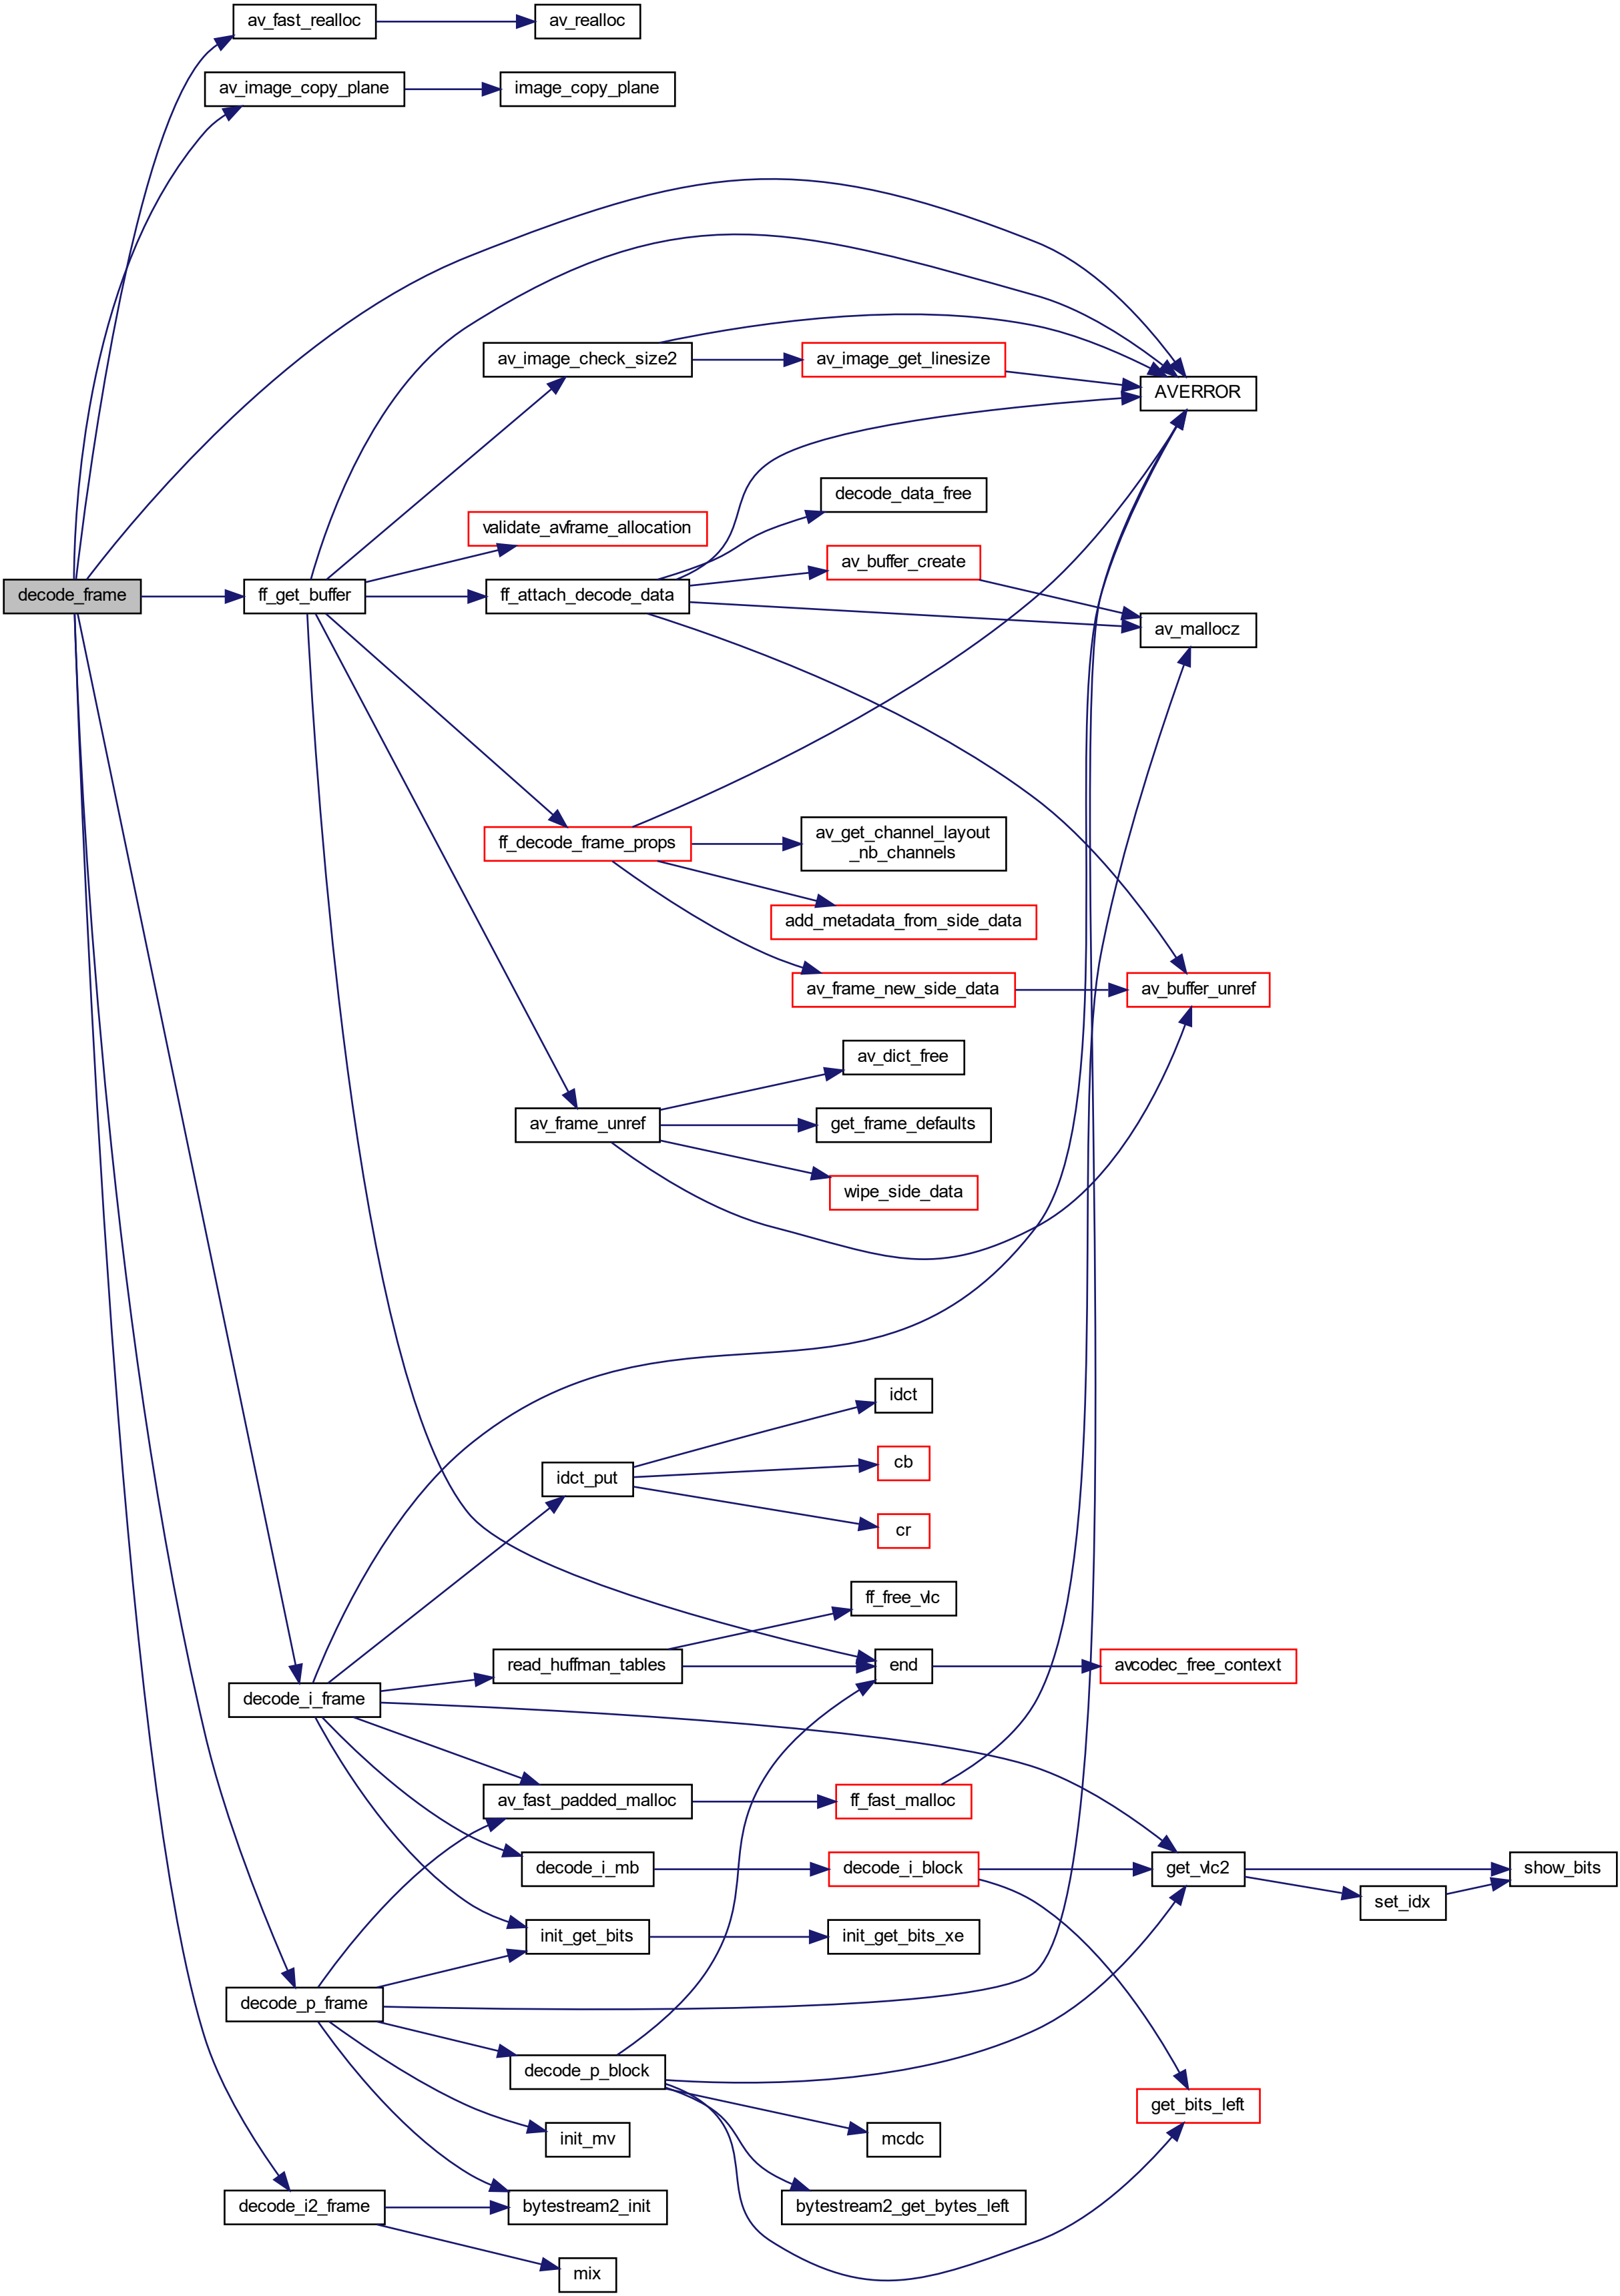 av_fast_realloc
av_realloc
av_image_copy_plane
image_copy_plane
av_image_check_size2
av_image_get_linesize
AVERROR
decode_data_free
validate_avframe_allocation
av_buffer_create
decode_frame
ff_get_buffer
ff_attach_decode_data
av_mallocz
ff_decode_frame_props
av_get_channel_layout
_nb_channels
add_metadata_from_side_data
av_frame_new_side_data
av_buffer_unref
av_dict_free
av_frame_unref
get_frame_defaults
wipe_side_data
idct
idct_put
cb
cr
ff_free_vlc
read_huffman_tables
end
avcodec_free_context
decode_i_frame
av_fast_padded_malloc
ff_fast_malloc
decode_i_mb
decode_i_block
get_vlc2
show_bits
set_idx
init_get_bits
init_get_bits_xe
decode_p_frame
decode_p_block
get_bits_left
init_mv
mcdc
decode_i2_frame
bytestream2_init
bytestream2_get_bytes_left
mix